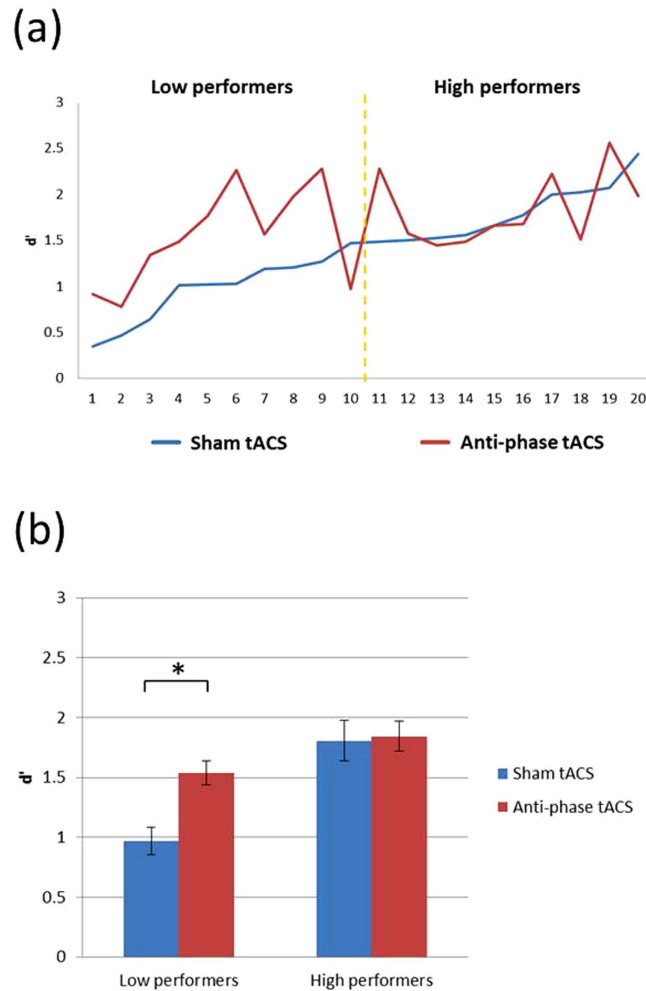 (a)
Low performers High performers
3
2.5
2
1.5
1
0.5
0
d'
1 2 3 4 5 6 7 8 9 10 11 12 13 14 15 16 17 18 19 20
Sham tACS Anti-phase tACS
(b)
3
2.5
2
1.5
1
0.5
0
d'
*
Sham tACS
Anti-phase tACS
Low performers High performers